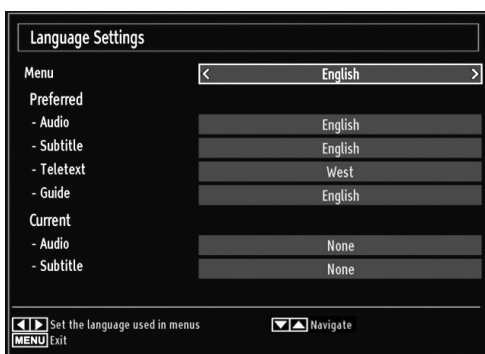 Language Settings
Menu < English >
Preferred
- Audio English
- Subtitle English
- Teletext West
- Guide English
Current
- Audio None
- Subtitle None
Set the language used in menus Navigate
MENU Exit